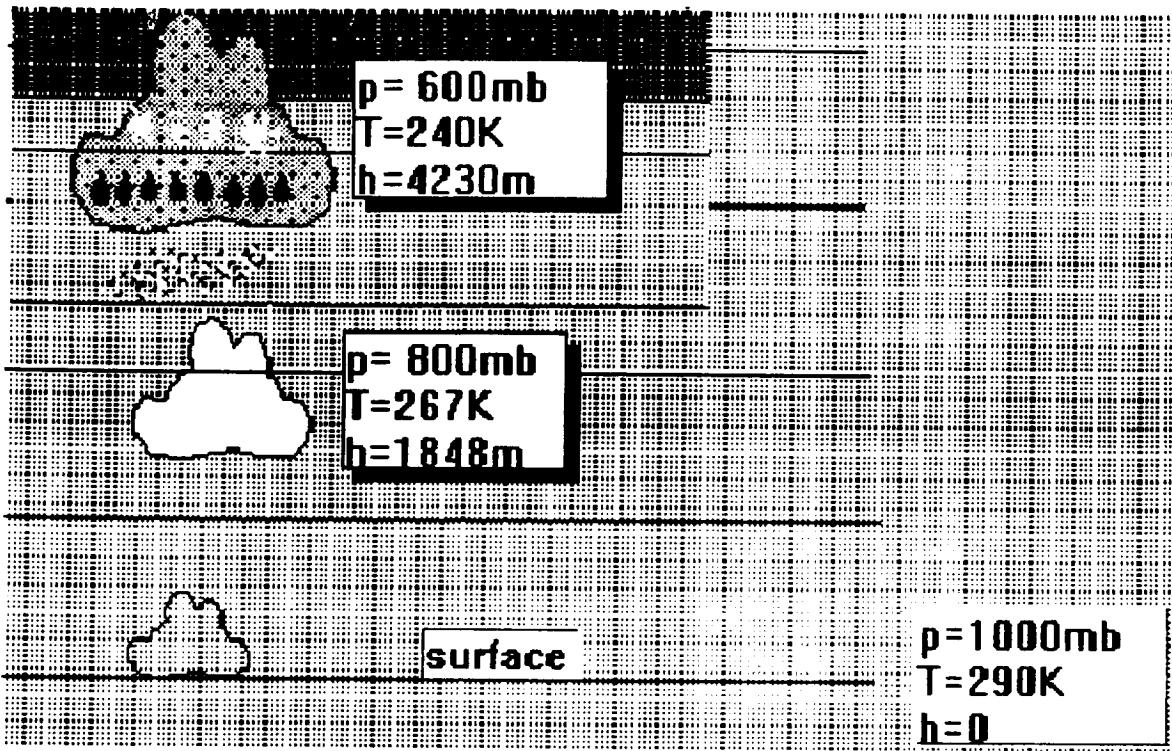 p= 600mb
T=240K
h=4230m
p= 800mb
T=267K
h=1848m
surface
p=1000mb
T=290K
h=0